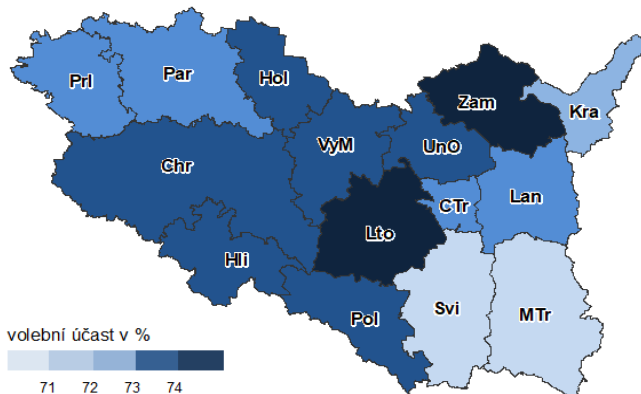 Prl
Par
Hol
Zam
Kra
VyM
UnO
Chr
CTr
Lan
Lto
Hli
Pol
Svi
MTr
volební účast v %
71 72 73 74